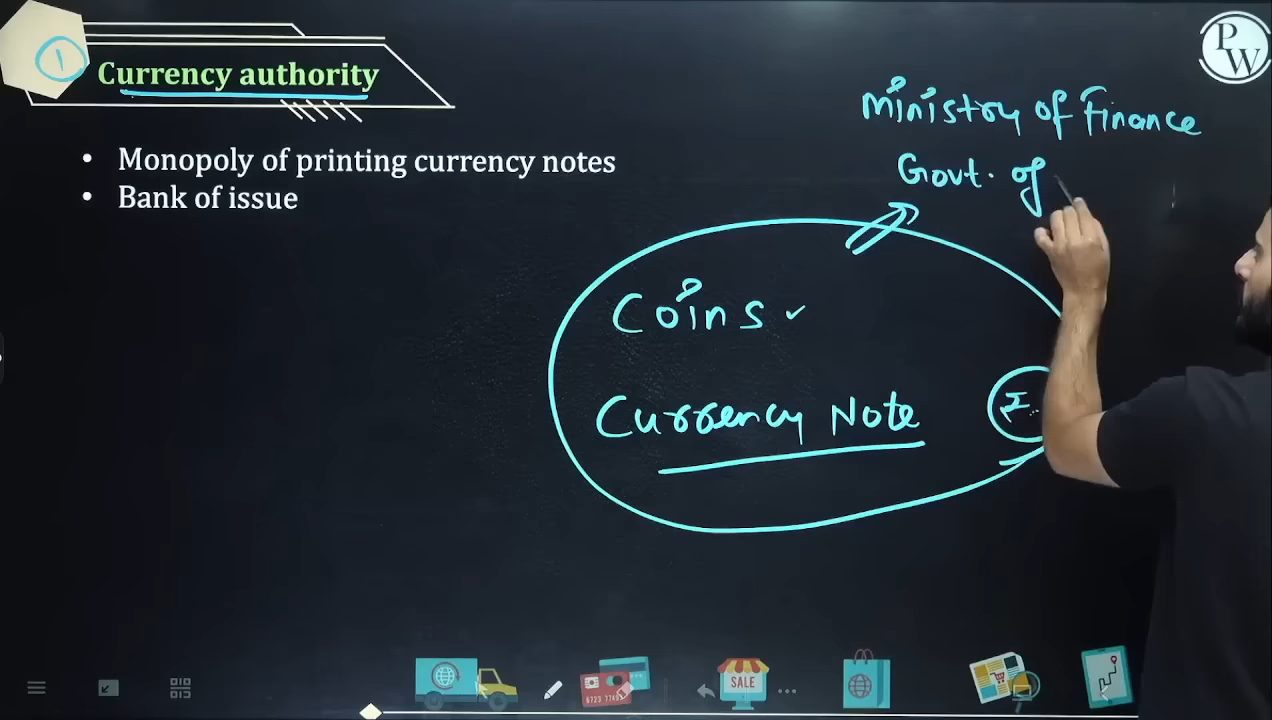 1
Currency authority
• Monopoly of printing currency notes
• Bank of issue
Ministry of Finance
Govt. of
Coins
Currency Note
PW
SALE